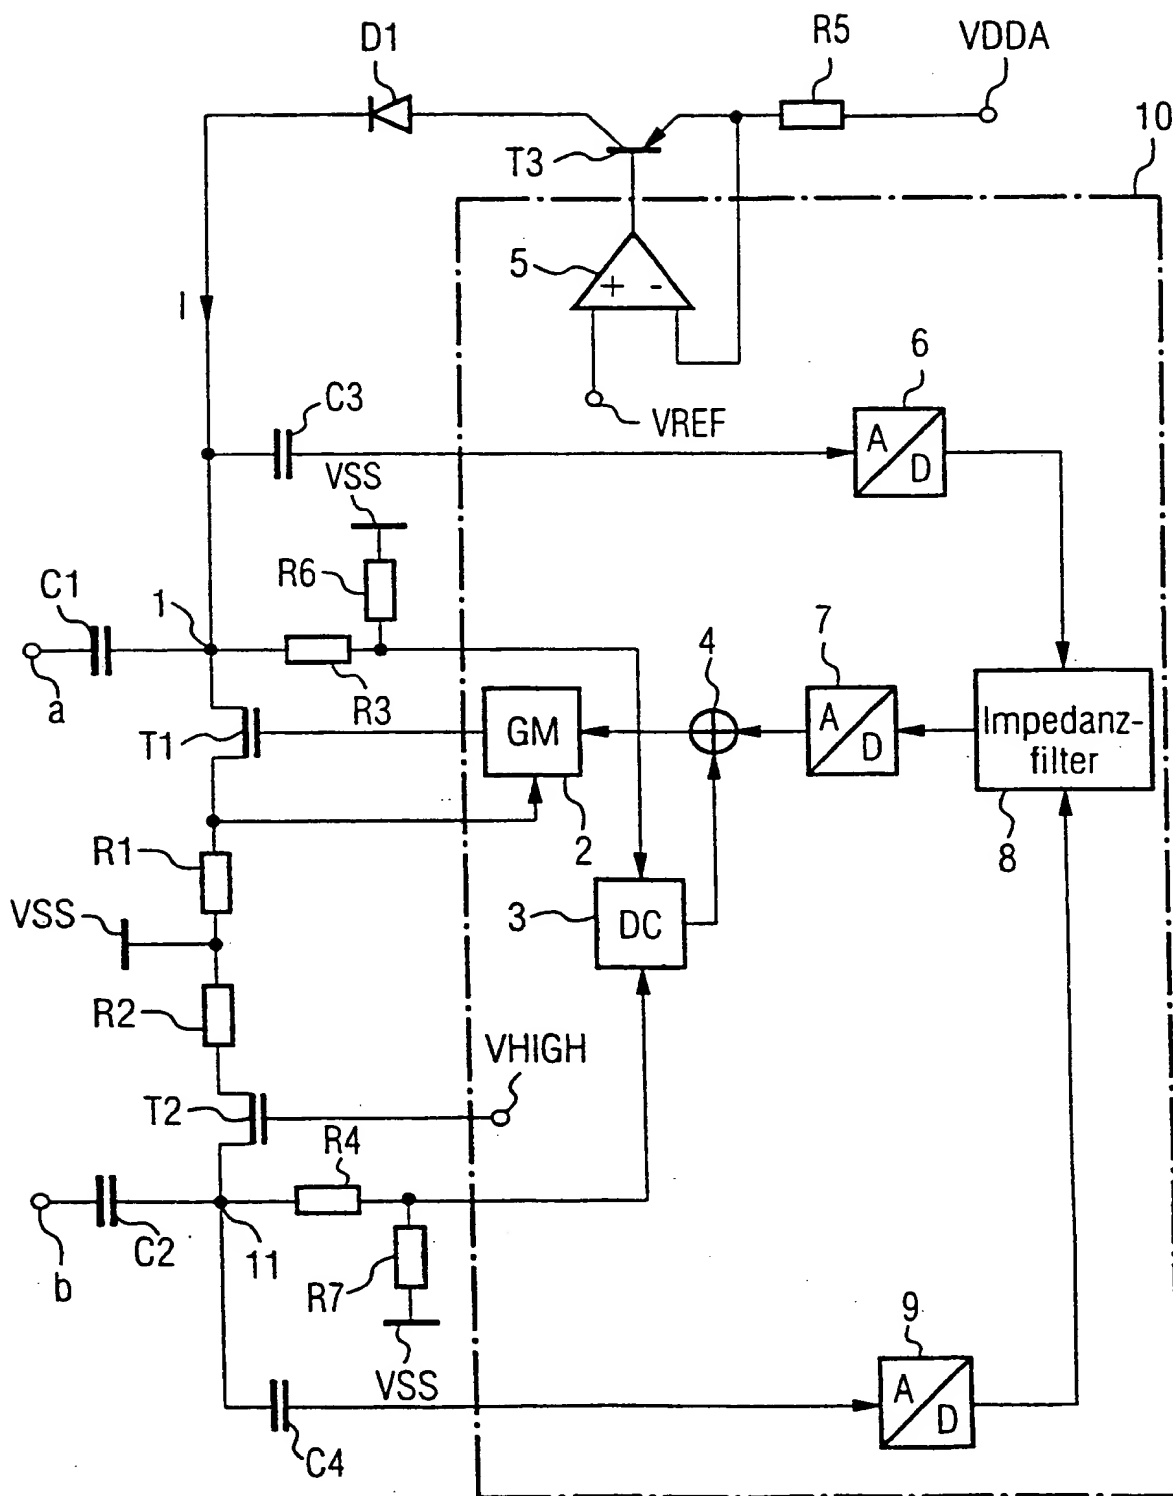 D1
R5
VDDA
10
T3
5
+ -
I
6
C3
VREF
A
D
VSS
C1
R6
1
4
7
a
R3
T1
GM
A
D
Impedanz-
filter
2
8
R1
VSS
3
DC
R2
VHIGH
T2
R4
b
C2
11
R7
9
VSS
A
D
C4